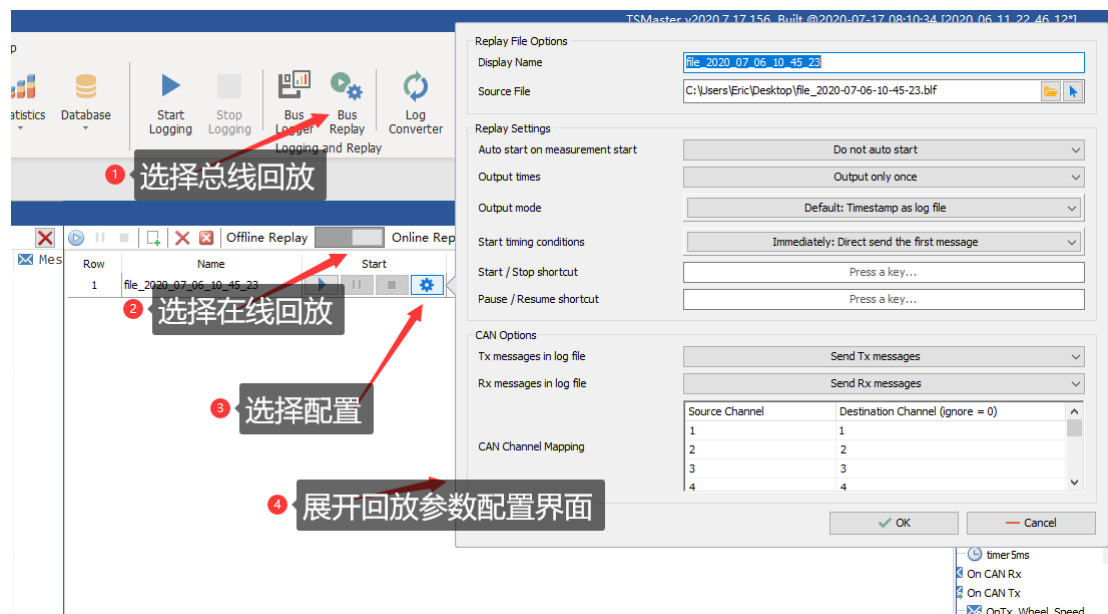 TSMaster v2020.7.17.156 Built @2020-07-17 08:10:34 [2020_06_11_22_46_12*]
p
atistics
Database
Start Logging
Stop Logging
Bus Logger
Bus Replay
Log Converter
Logging and Replay
1 选择总线回放
Offline Replay
Online Rep
Mes
Row Name Start
1 file_2020_07_06_10_45_23
2 选择在线回放
3 选择配置
4 展开回放参数配置界面
Replay File Options
Display Name file_2020_07_06_10_45_23
Source File C:\Users\Eric\Desktop\file_2020-07-06-10-45-23.blf
Replay Settings
Auto start on measurement start Do not auto start
Output times Output only once
Output mode Default: Timestamp as log file
Start timing conditions Immediately: Direct send the first message
Start / Stop shortcut Press a key...
Pause / Resume shortcut Press a key...
CAN Options
Tx messages in log file Send Tx messages
Rx messages in log file Send Rx messages
CAN Channel Mapping
Source Channel Destination Channel (ignore = 0)
1 1
2 2
3 3
4 4
OK Cancel
timer5ms
On CAN Rx
On CAN Tx
OnTx_Wheel_Speed